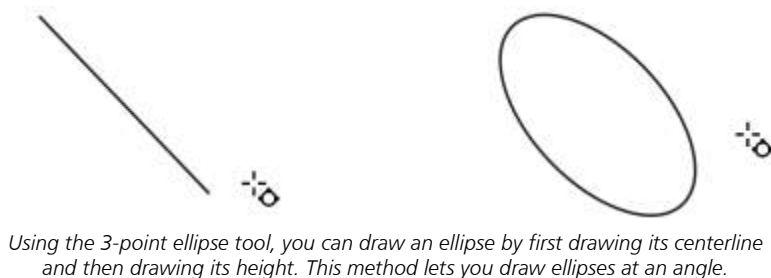 Using the 3-point ellipse tool, you can draw an ellipse by first drawing its centerline
and then drawing its height. This method lets you draw ellipses at an angle.